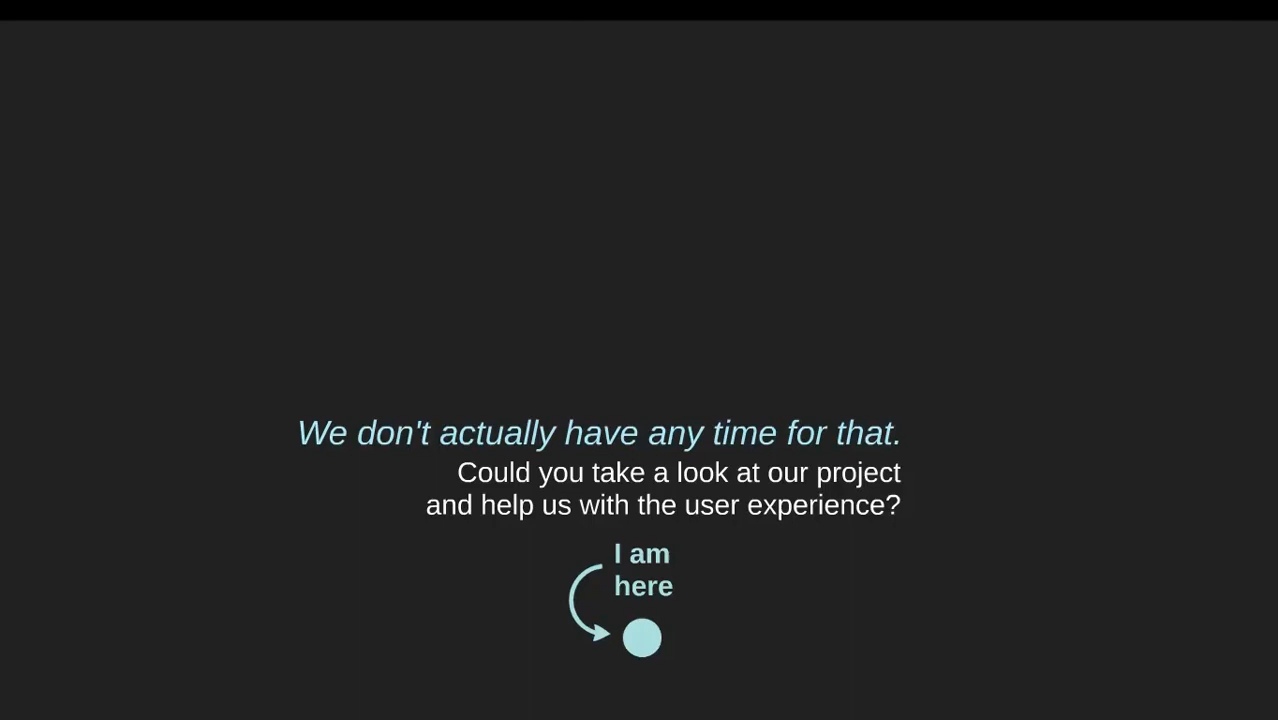 We don't actually have any time for that.
Could you take a look at our project
and help us with the user experience?
I am
here